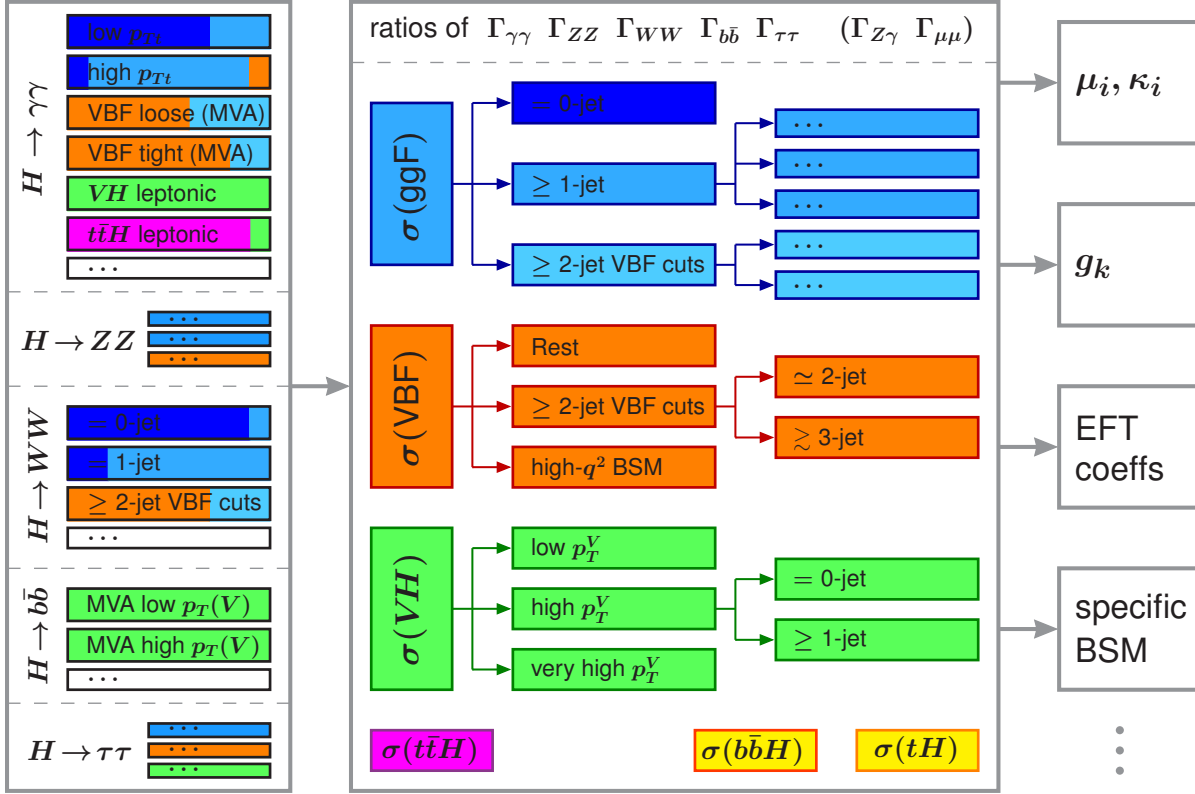 H → γγ
low p_Tt
high p_Tt
VBF loose (MVA)
VBF tight (MVA)
VH leptonic
tt̄H leptonic
···
H → ZZ
···
···
···
H → WW
= 0-jet
= 1-jet
≥ 2-jet VBF cuts
···
H → bb̄
MVA low p_T(V)
MVA high p_T(V)
···
H → ττ
···
···
···
ratios of Γ_γγ Γ_ZZ Γ_WW Γ_bb̄ Γ_ττ (Γ_Zγ Γ_μμ)
σ(ggF)
= 0-jet
≥ 1-jet
≥ 2-jet VBF cuts
···
···
···
···
···
σ(VBF)
Rest
≥ 2-jet VBF cuts
high-q² BSM
≃ 2-jet
≳ 3-jet
σ(VH)
low p_T^V
high p_T^V
very high p_T^V
= 0-jet
≥ 1-jet
σ(tt̄H)
σ(bb̄H)
σ(tH)
μ_i, κ_i
g_k
EFT
coeffs
specific
BSM